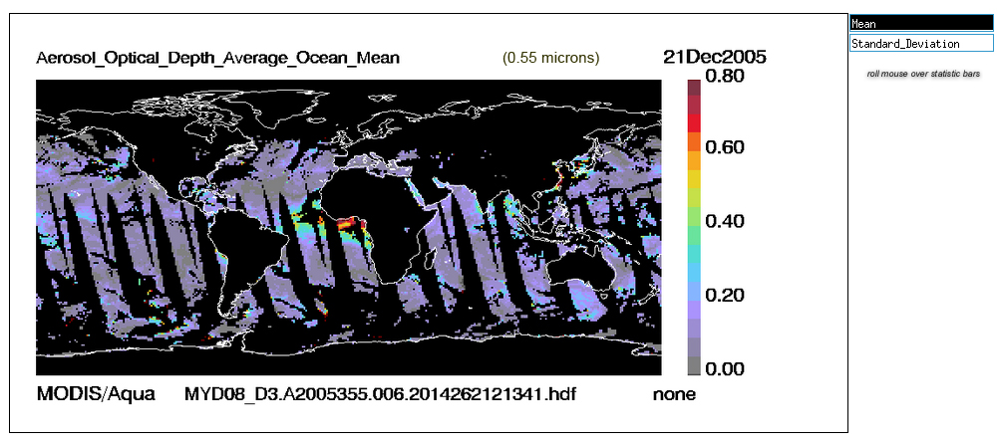 Mean
Standard_Deviation
roll mouse over statistic bars
Aerosol_Optical_Depth_Average_Ocean_Mean (0.55 microns) 21Dec2005
0.80
0.60
0.40
0.20
0.00
MODIS/Aqua MYD08_D3.A2005355.006.2014262121341.hdf none